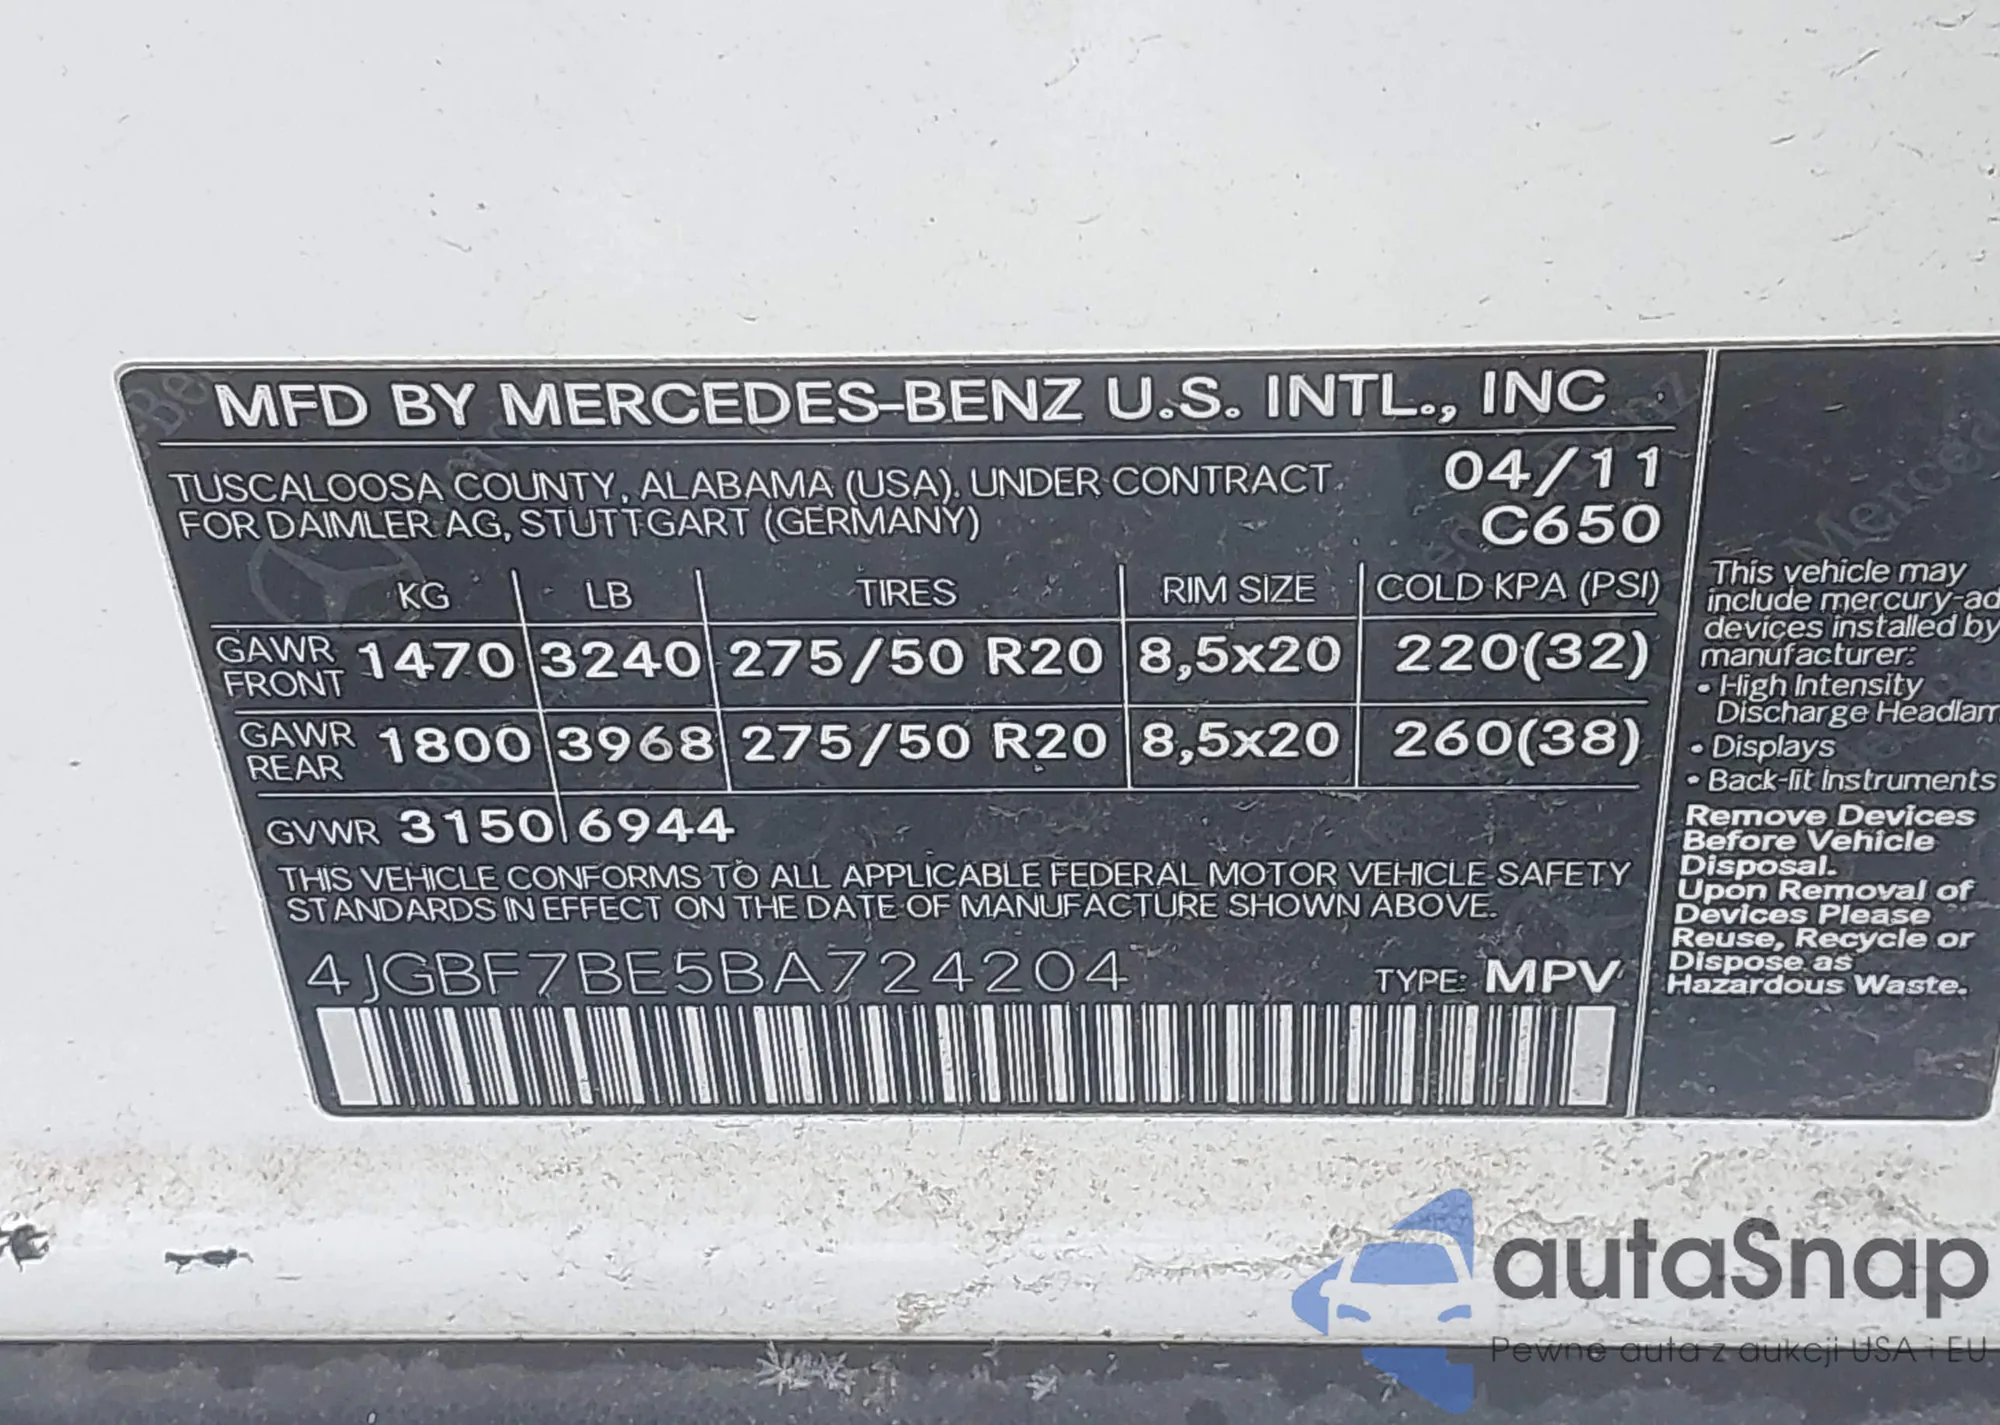 MFD BY MERCEDES-BENZ U.S. INTL., INC
TUSCALOOSA COUNTY, ALABAMA (USA). UNDER CONTRACT
FOR DAIMLER AG, STUTTGART (GERMANY)
04/11
C650
KG LB TIRES RIM SIZE COLD KPA (PSI)
GAWR FRONT 1470 3240 275/50 R20 8,5x20 220(32)
GAWR REAR 1800 3968 275/50 R20 8,5x20 260(38)
GVWR 3150 6944
THIS VEHICLE CONFORMS TO ALL APPLICABLE FEDERAL MOTOR VEHICLE SAFETY
STANDARDS IN EFFECT ON THE DATE OF MANUFACTURE SHOWN ABOVE.
4JGBF7BE5BA724204
TYPE: MPV
This vehicle may
include mercury-ad
devices installed by
manufacturer:
• High Intensity
Discharge Headlam
• Displays
• Back-lit Instruments
Remove Devices
Before Vehicle
Disposal.
Upon Removal of
Devices Please
Reuse, Recycle or
Dispose as
Hazardous Waste.
autaSnap
Pewne auta z aukcji USA i EU